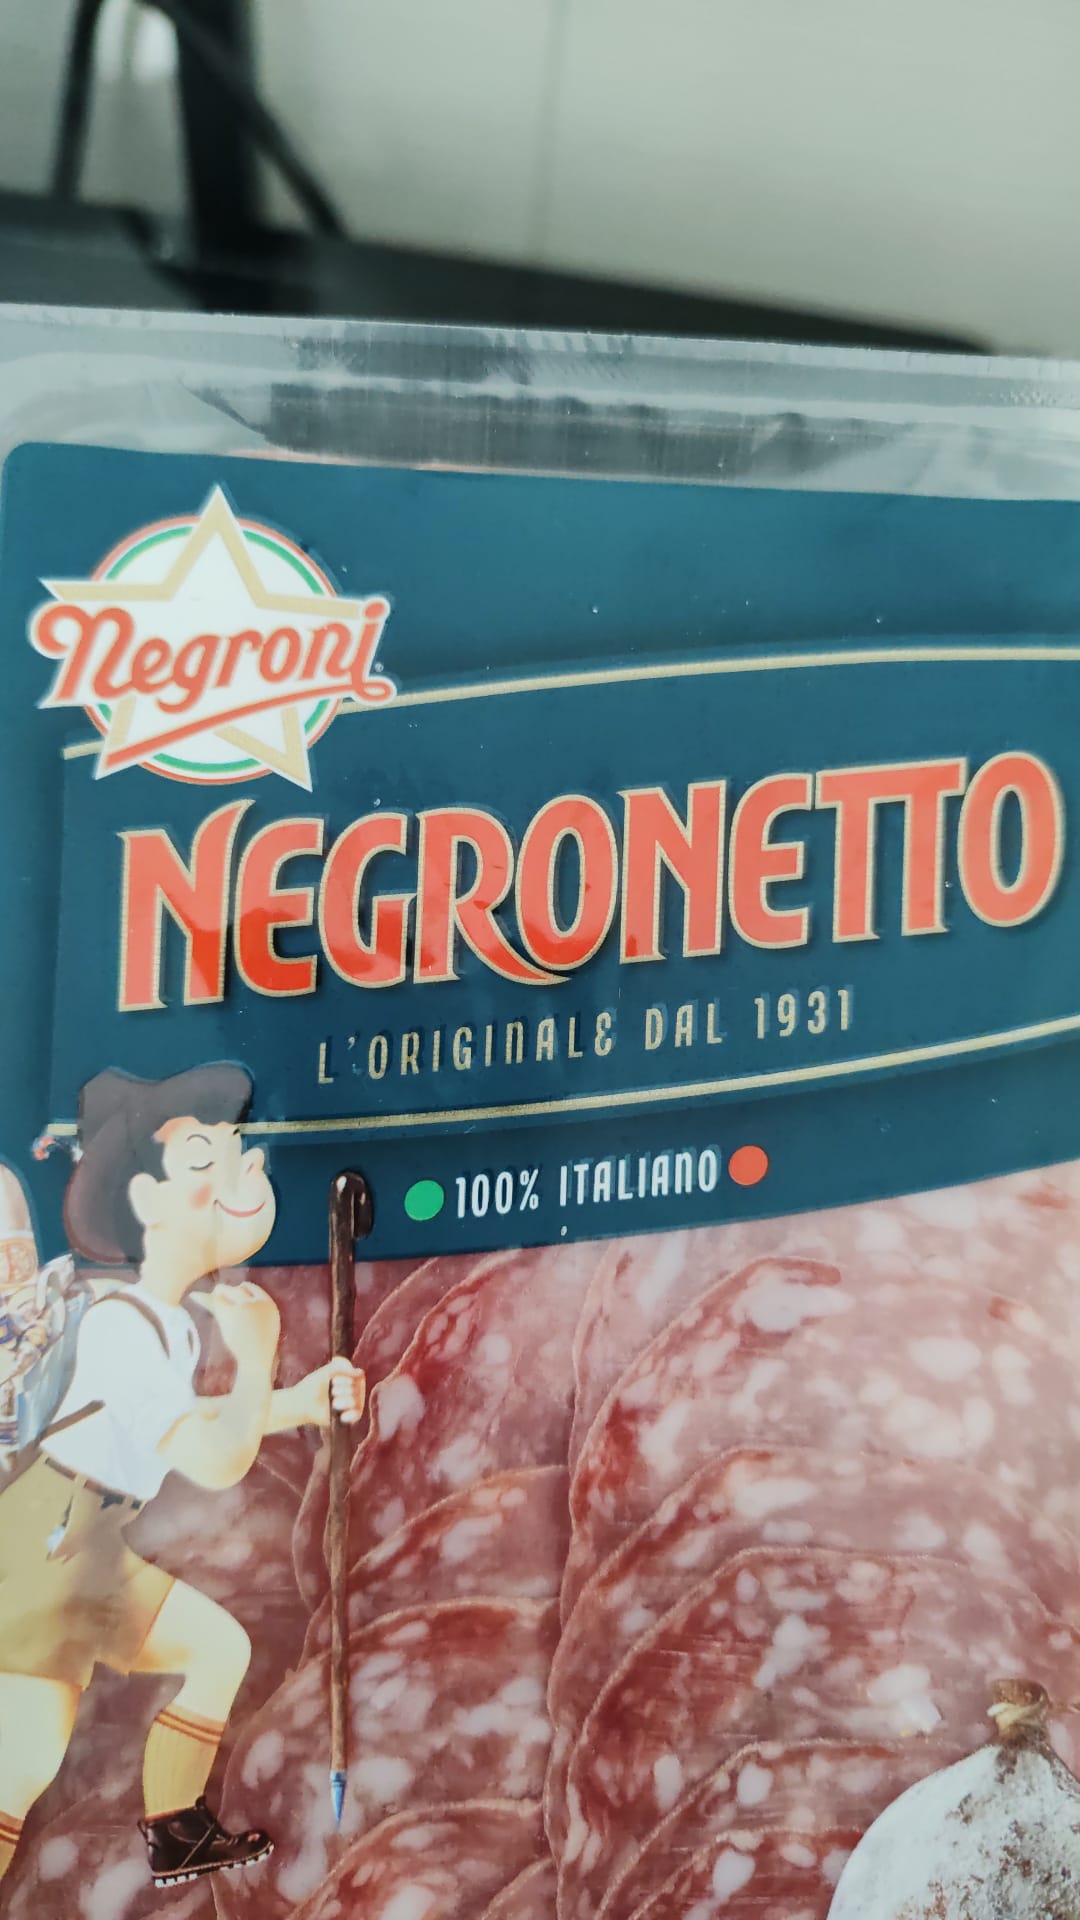 Negroni
NEGRONETTO
L'ORIGINALE DAL 1931
100% ITALIANO